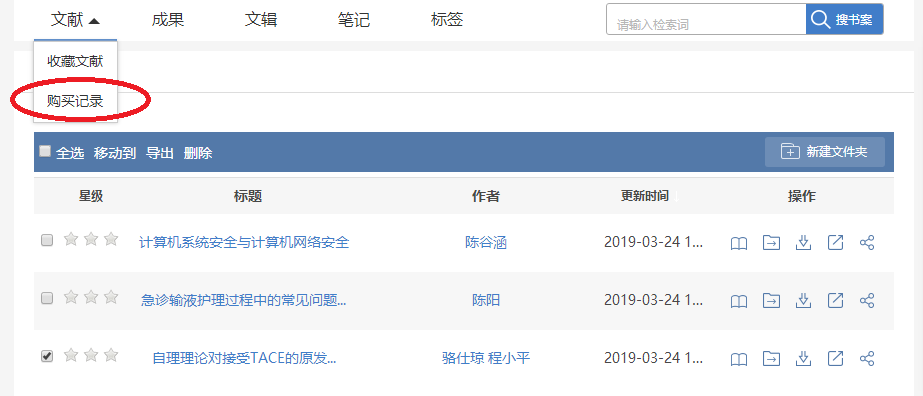 文献 成果 文辑 笔记 标签 请输入检索词 搜书案
收藏文献
购买记录
全选 移动到 导出 删除 新建文件夹
星级 标题 作者 更新时间 操作
计算机系统安全与计算机网络安全 陈谷涵 2019-03-24 1...
急诊输液护理过程中的常见问题... 陈阳 2019-03-24 1...
自理理论对接受TACE的原发... 骆仕琼 程小平 2019-03-24 1...